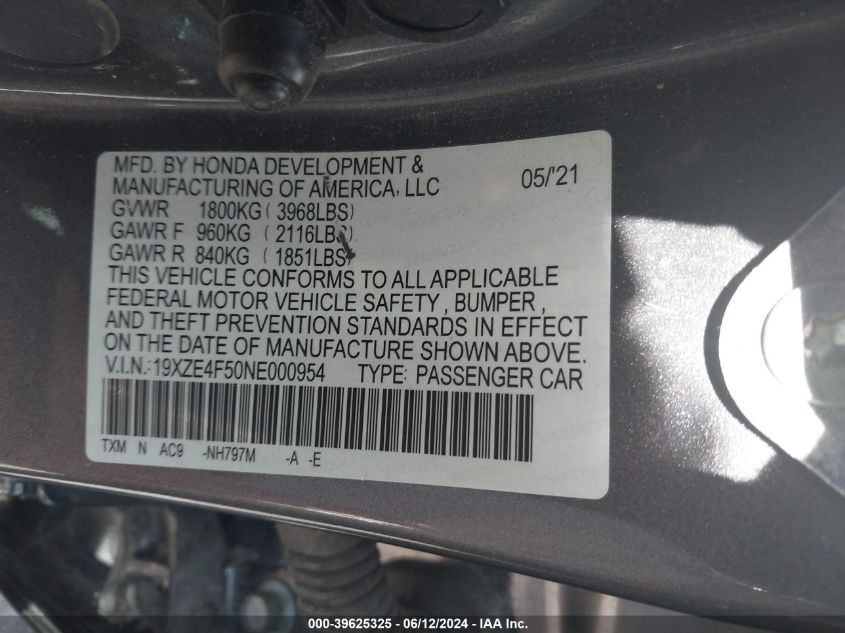 MFD. BY HONDA DEVELOPMENT &
MANUFACTURING OF AMERICA, LLC 05/'21
GVWR 1800KG ( 3968LBS)
GAWR F 960KG ( 2116LBS)
GAWR R 840KG ( 1851LBS)
THIS VEHICLE CONFORMS TO ALL APPLICABLE
FEDERAL MOTOR VEHICLE SAFETY , BUMPER ,
AND THEFT PREVENTION STANDARDS IN EFFECT
ON THE DATE OF MANUFACTURE SHOWN ABOVE.
V.I.N.:19XZE4F50NE000954 TYPE: PASSENGER CAR
TXM N AC9 -NH797M -A -E
000-39625325 - 06/12/2024 - IAA Inc.